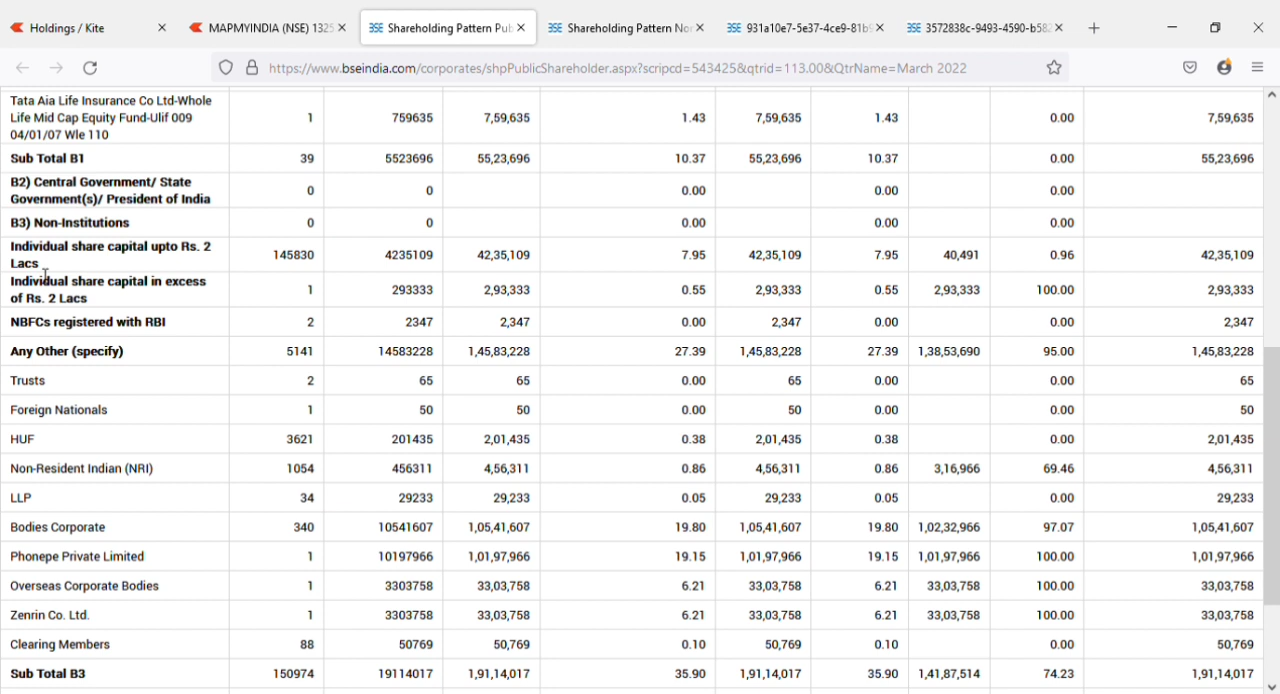 Holdings / Kite
MAPMYINDIA (NSE) 1325
Shareholding Pattern Pub
Shareholding Pattern No
931a10e7-5e37-4ce9-81b9
3572838c-9493-4590-b582
https://www.bseindia.com/corporates/shpPublicShareholder.aspx?scripcd=543425&qtrid=113.00&QtrName=March 2022
Tata Aia Life Insurance Co Ltd-Whole
Life Mid Cap Equity Fund-Ulif 009 1 759635 7,59,635 1.43 7,59,635 1.43 0.00 7,59,635
04/01/07 Wle 110
Sub Total B1 39 5523696 55,23,696 10.37 55,23,696 10.37 0.00 55,23,696
B2) Central Government/ State
Government(s)/ President of India 0 0 0.00 0.00
B3) Non-Institutions 0 0 0.00 0.00
Individual share capital upto Rs. 2
Lacs 145830 4235109 42,35,109 7.95 42,35,109 7.95 40,491 0.96 42,35,109
Individual share capital in excess
of Rs. 2 Lacs 1 293333 2,93,333 0.55 2,93,333 0.55 2,93,333 100.00 2,93,333
NBFCs registered with RBI 2 2347 2,347 0.00 2,347 0.00 0.00 2,347
Any Other (specify) 5141 14583228 1,45,83,228 27.39 1,45,83,228 27.39 1,38,53,690 95.00 1,45,83,228
Trusts 2 65 65 0.00 65 0.00 0.00 65
Foreign Nationals 1 50 50 0.00 50 0.00 0.00 50
HUF 3621 201435 2,01,435 0.38 2,01,435 0.38 0.00 2,01,435
Non-Resident Indian (NRI) 1054 456311 4,56,311 0.86 4,56,311 0.86 3,16,966 69.46 4,56,311
LLP 34 29233 29,233 0.05 29,233 0.05 0.00 29,233
Bodies Corporate 340 10541607 1,05,41,607 19.80 1,05,41,607 19.80 1,02,32,966 97.07 1,05,41,607
Phonepe Private Limited 1 10197966 1,01,97,966 19.15 1,01,97,966 19.15 1,01,97,966 100.00 1,01,97,966
Overseas Corporate Bodies 1 3303758 33,03,758 6.21 33,03,758 6.21 33,03,758 100.00 33,03,758
Zenrin Co. Ltd. 1 3303758 33,03,758 6.21 33,03,758 6.21 33,03,758 100.00 33,03,758
Clearing Members 88 50769 50,769 0.10 50,769 0.10 0.00 50,769
Sub Total B3 150974 19114017 1,91,14,017 35.90 1,91,14,017 35.90 1,41,87,514 74.23 1,91,14,017